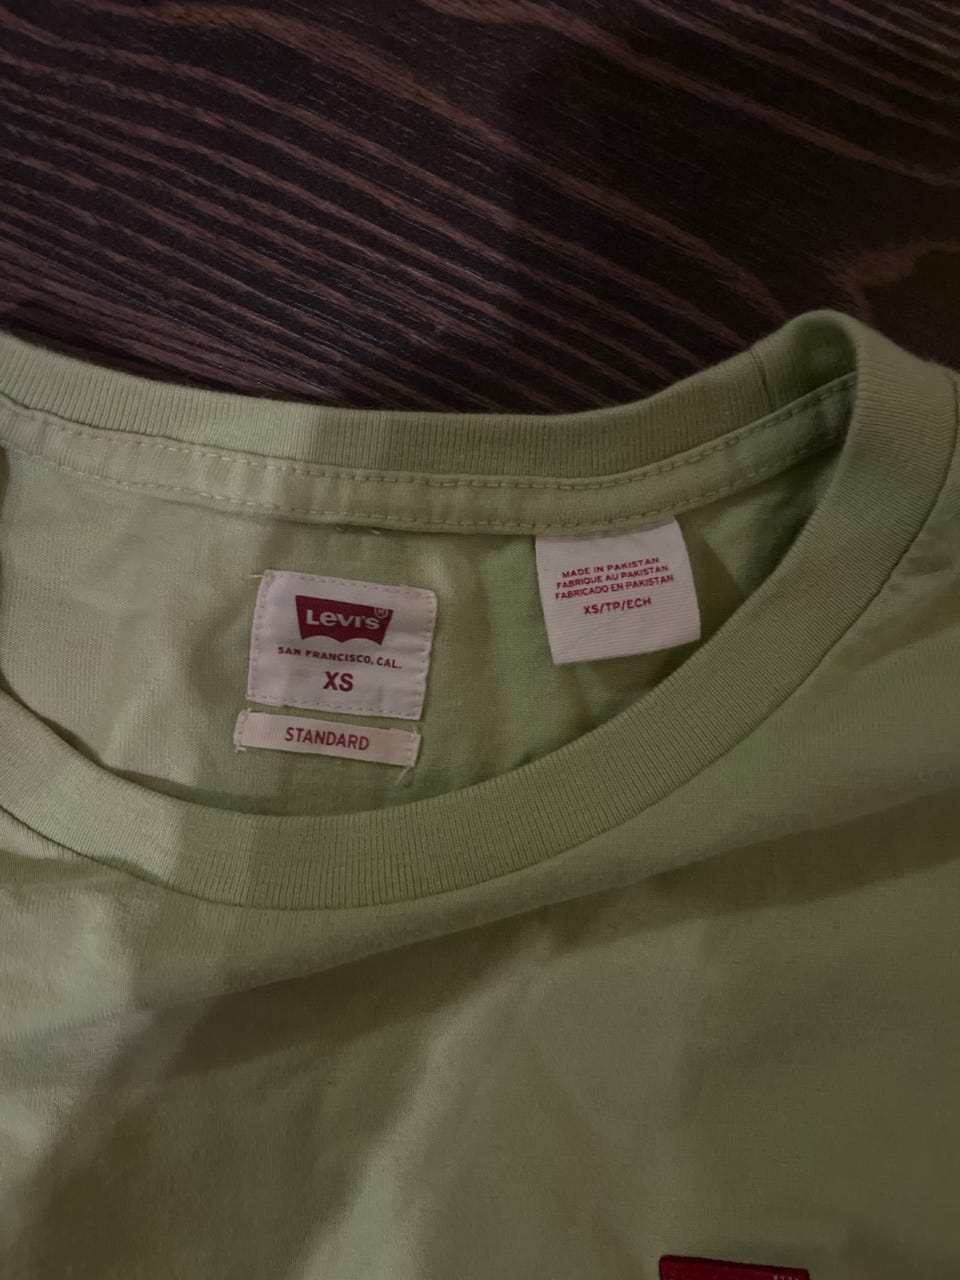 Levi's®
SAN FRANCISCO, CAL.
XS
STANDARD
MADE IN PAKISTAN
FABRIQUE AU PAKISTAN
FABRICADO EN PAKISTAN
XS/TP/ECH